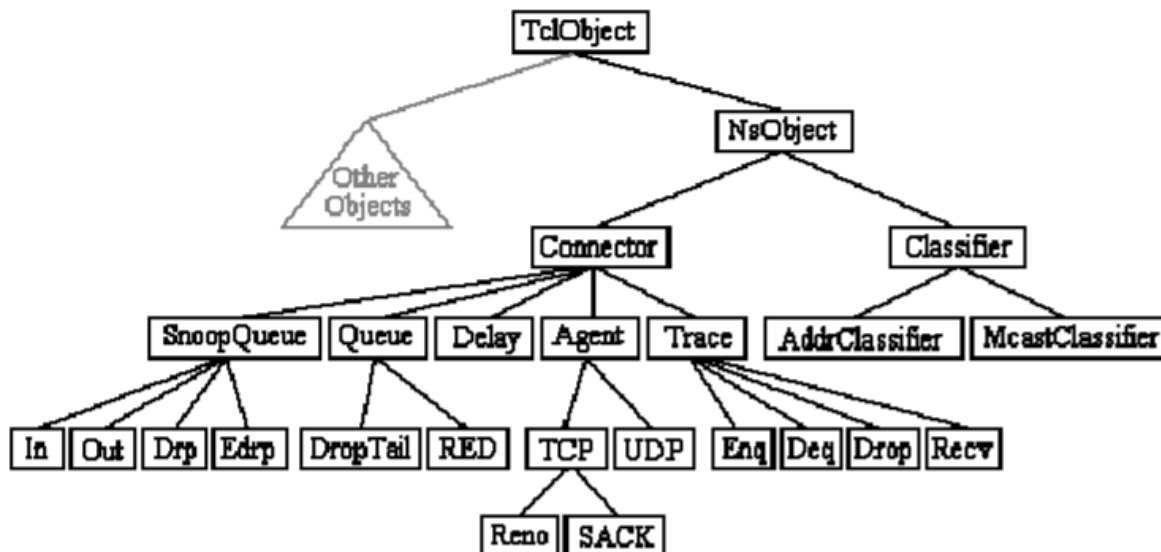 TclObject
NsObject
Other
Objects
Connector
Classifier
SnoopQueue
Queue
Delay
Agent
Trace
AddrClassifier
McastClassifier
In
Out
Drp
Edrp
DropTail
RED
TCP
UDP
Enq
Deq
Drop
Recv
Reno
SACK